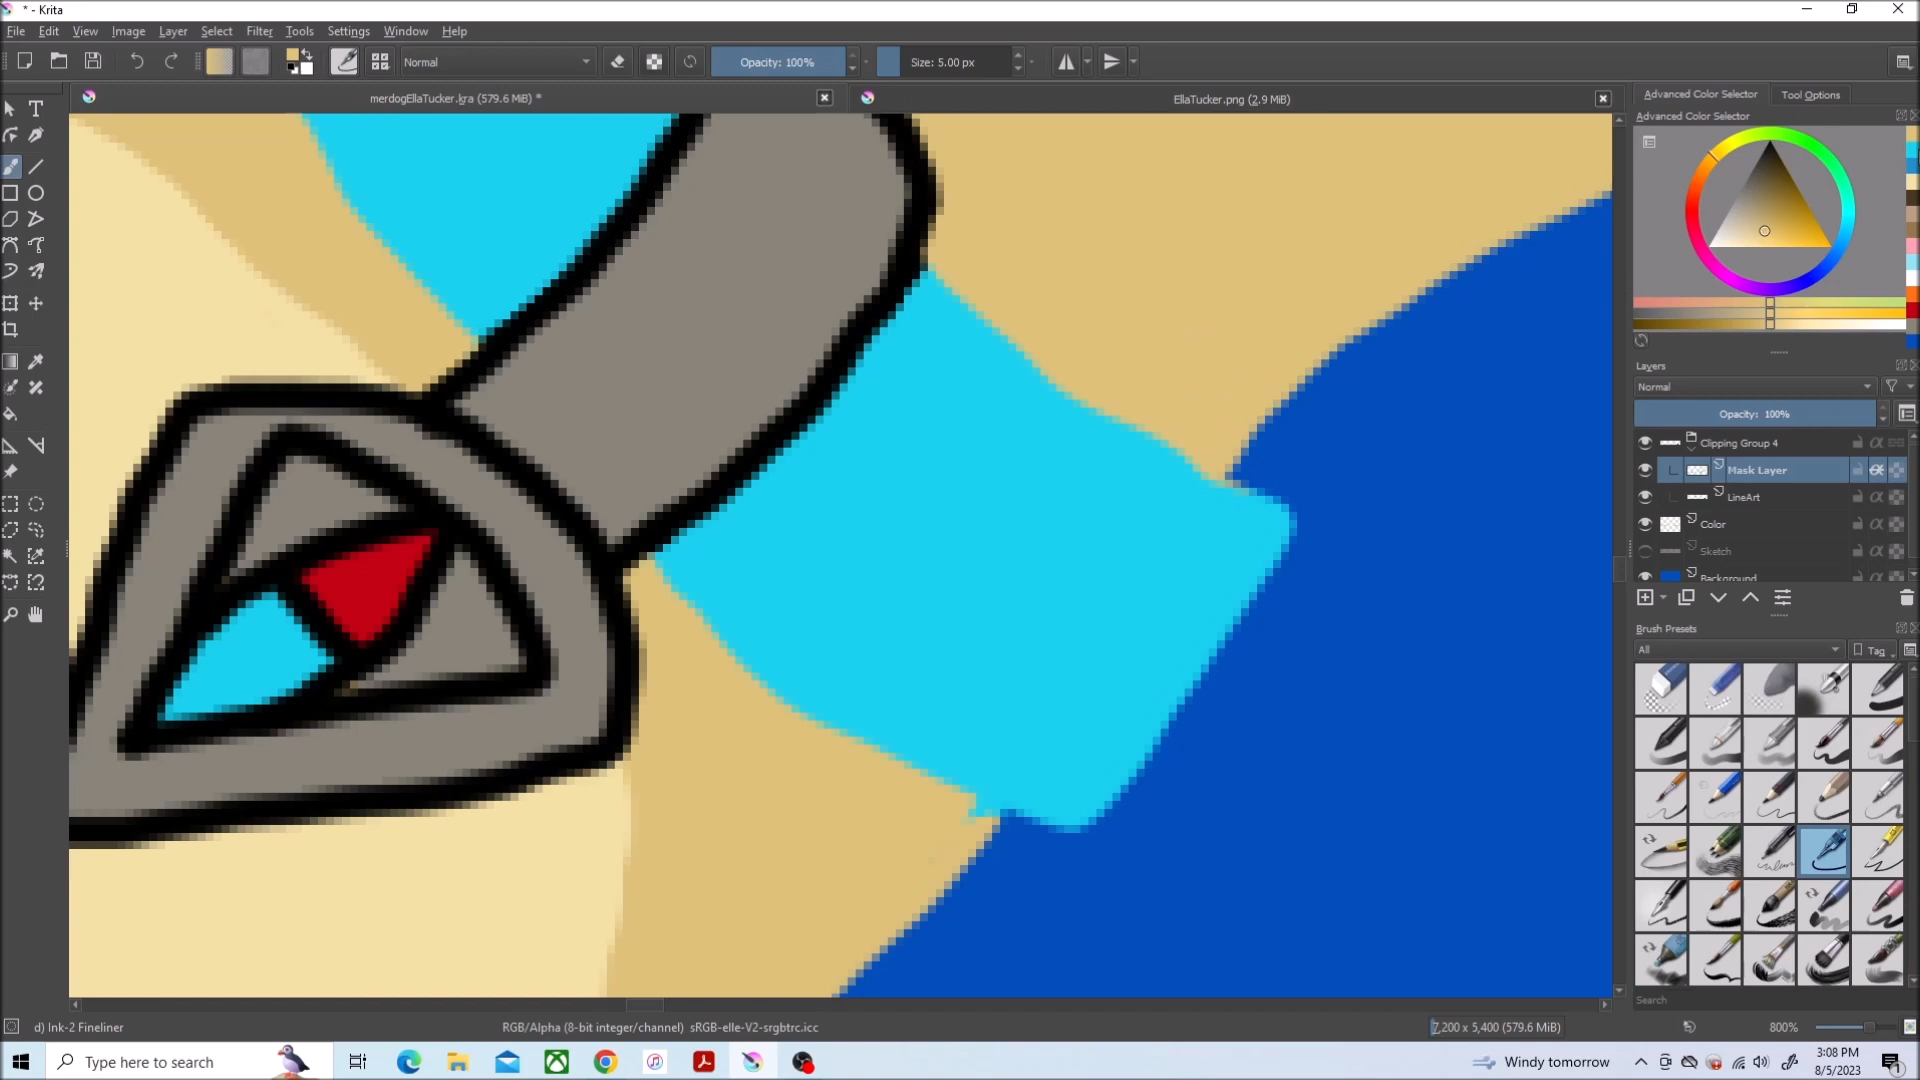 * - Krita
File Edit View Image Layer Select Filter Tools Settings Window Help
Normal Opacity: 100% Size: 5.00 px
merdogEllaTucker.kra (579.6 MiB) * EllaTucker.png (2.9 MiB)
Advanced Color Selector Tool Options
Advanced Color Selector
Layers
Normal
Opacity: 100%
Clipping Group 4
Mask Layer
LineArt
Color
Sketch
Background
Brush Presets
All Tag
Search
d) Ink-2 Fineliner RGB/Alpha (8-bit integer/channel) sRGB-elle-V2-srgbtrc.icc 7,200 x 5,400 (579.6 MiB) 800%
Type here to search Windy tomorrow 3:08 PM
8/5/2023
1